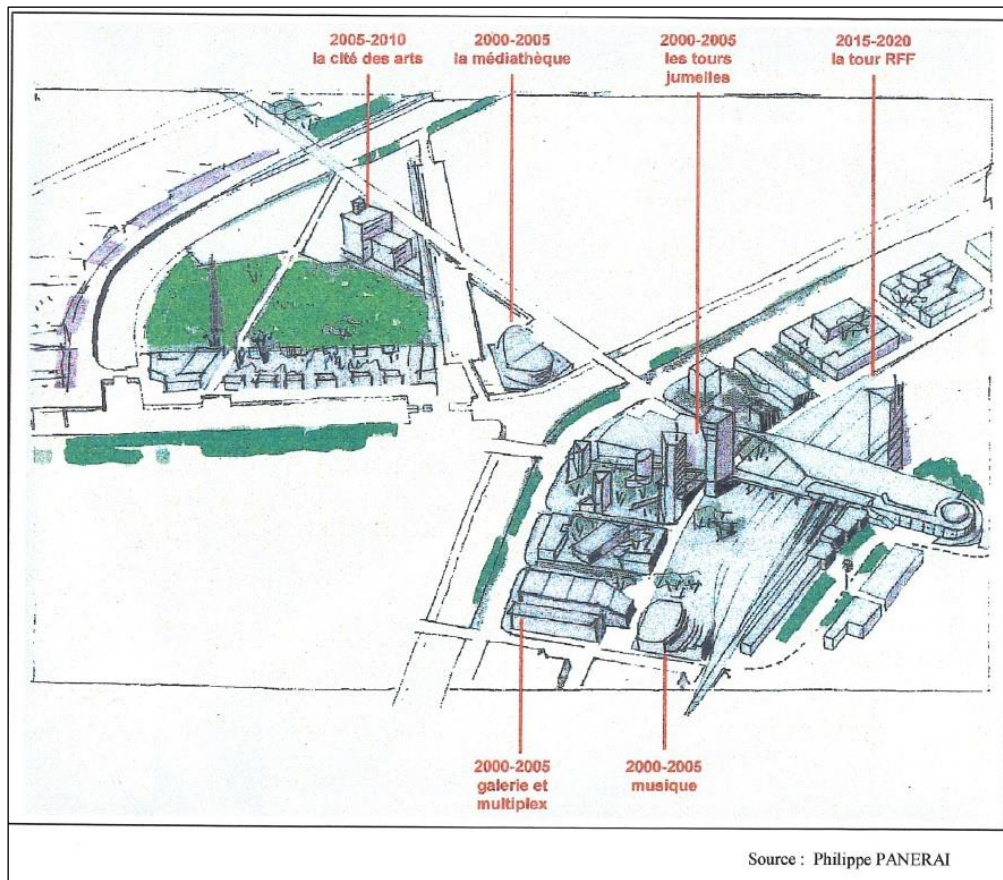 2005-2010
la cité des arts
2000-2005
la médiathèque
2000-2005
les tours
jumelles
2015-2020
la tour RFF
2000-2005
galerie et
multiplex
2000-2005
musique
Source : Philippe PANERAI